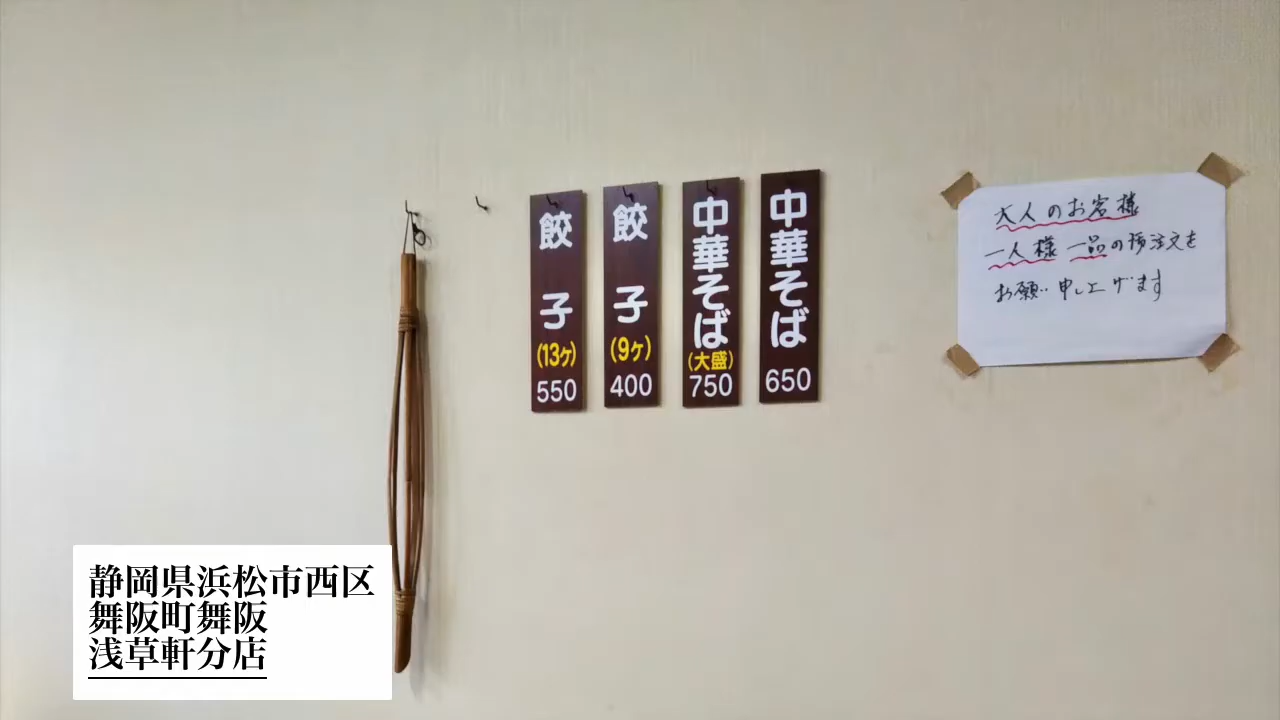 中華そば
650
中華そば
(大盛)
750
餃子
(9ヶ)
400
餃子
(13ヶ)
550
大人のお客様
一人様一品の御注文を
お願い申し上げます
静岡県浜松市西区
舞阪町舞阪
浅草軒分店